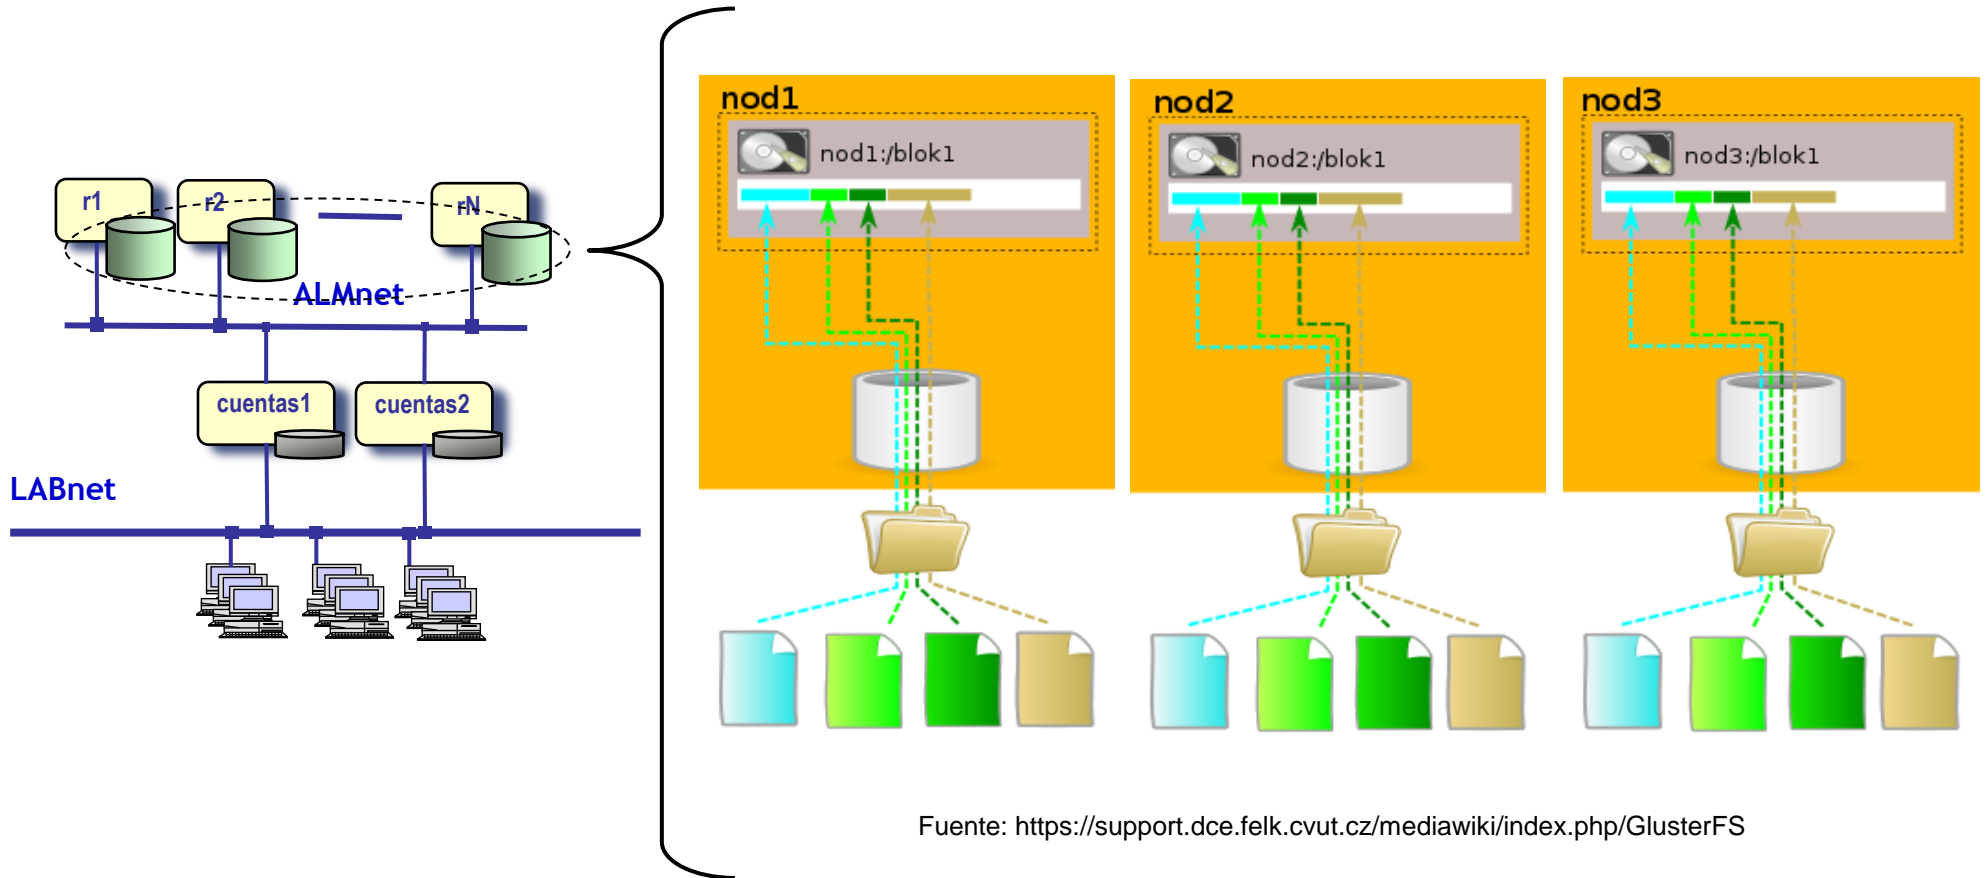 r1
r2
rN
ALMnet
cuentas1
cuentas2
LABnet
nod1
nod1:/blok1
nod2
nod2:/blok1
nod3
nod3:/blok1
Fuente: https://support.dce.felk.cvut.cz/mediawiki/index.php/GlusterFS